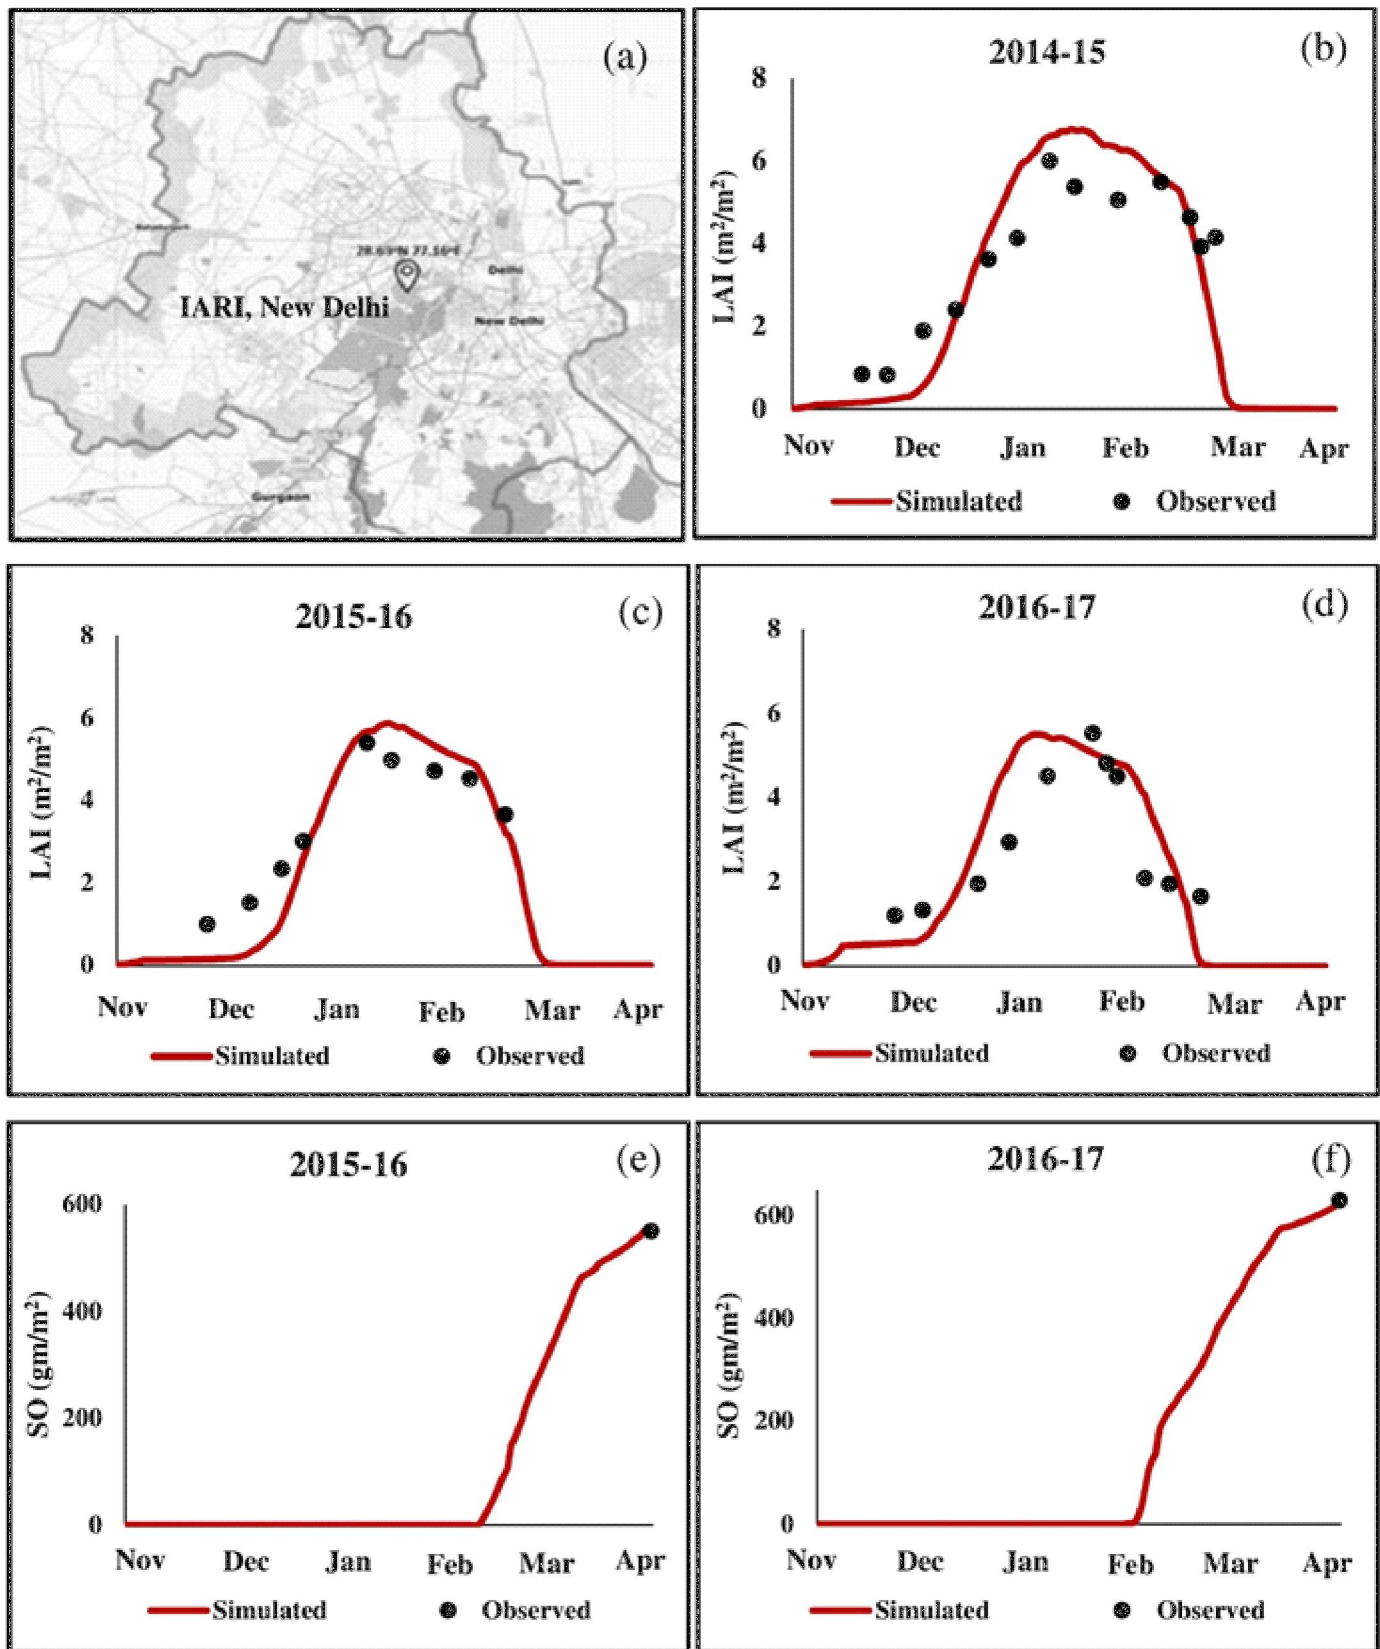 (a)
28.63°N 77.16°E
Delhi
IARI, New Delhi
New Delhi
Gurgaon
2014-15
(b)
LAI (m²/m²)
8
6
4
2
0
Nov Dec Jan Feb Mar Apr
Simulated Observed
2015-16
(c)
LAI (m²/m²)
8
6
4
2
0
Nov Dec Jan Feb Mar Apr
Simulated Observed
2016-17
(d)
LAI (m²/m²)
8
6
4
2
0
Nov Dec Jan Feb Mar Apr
Simulated Observed
2015-16
(e)
SO (gm/m²)
600
400
200
0
Nov Dec Jan Feb Mar Apr
Simulated Observed
2016-17
(f)
SO (gm/m²)
600
400
200
0
Nov Dec Jan Feb Mar Apr
Simulated Observed